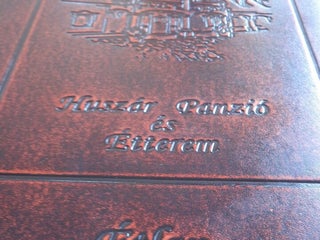 Huszár Panzió
és
Étterem